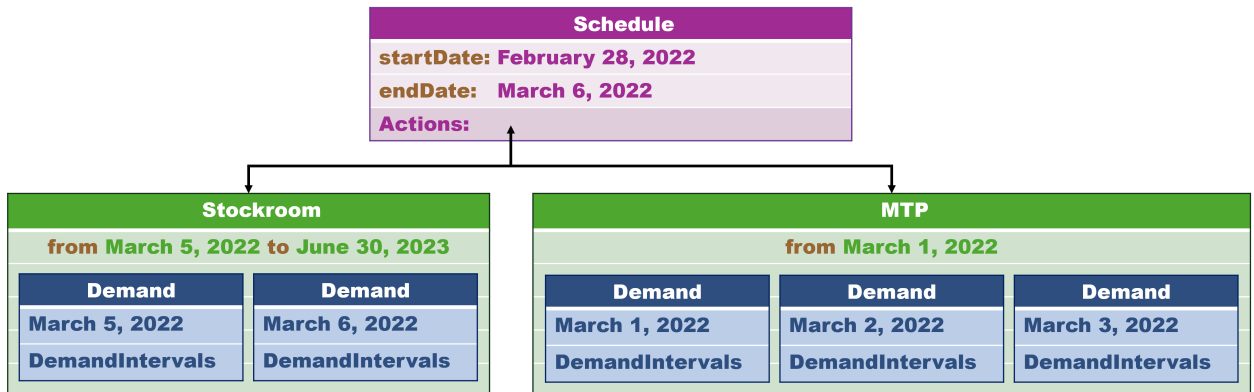 Schedule
startDate: February 28, 2022
endDate: March 6, 2022
Actions:
Stockroom
from March 5, 2022 to June 30, 2023
Demand
March 5, 2022
DemandIntervals
Demand
March 6, 2022
DemandIntervals
MTP
from March 1, 2022
Demand
March 1, 2022
DemandIntervals
Demand
March 2, 2022
DemandIntervals
Demand
March 3, 2022
DemandIntervals